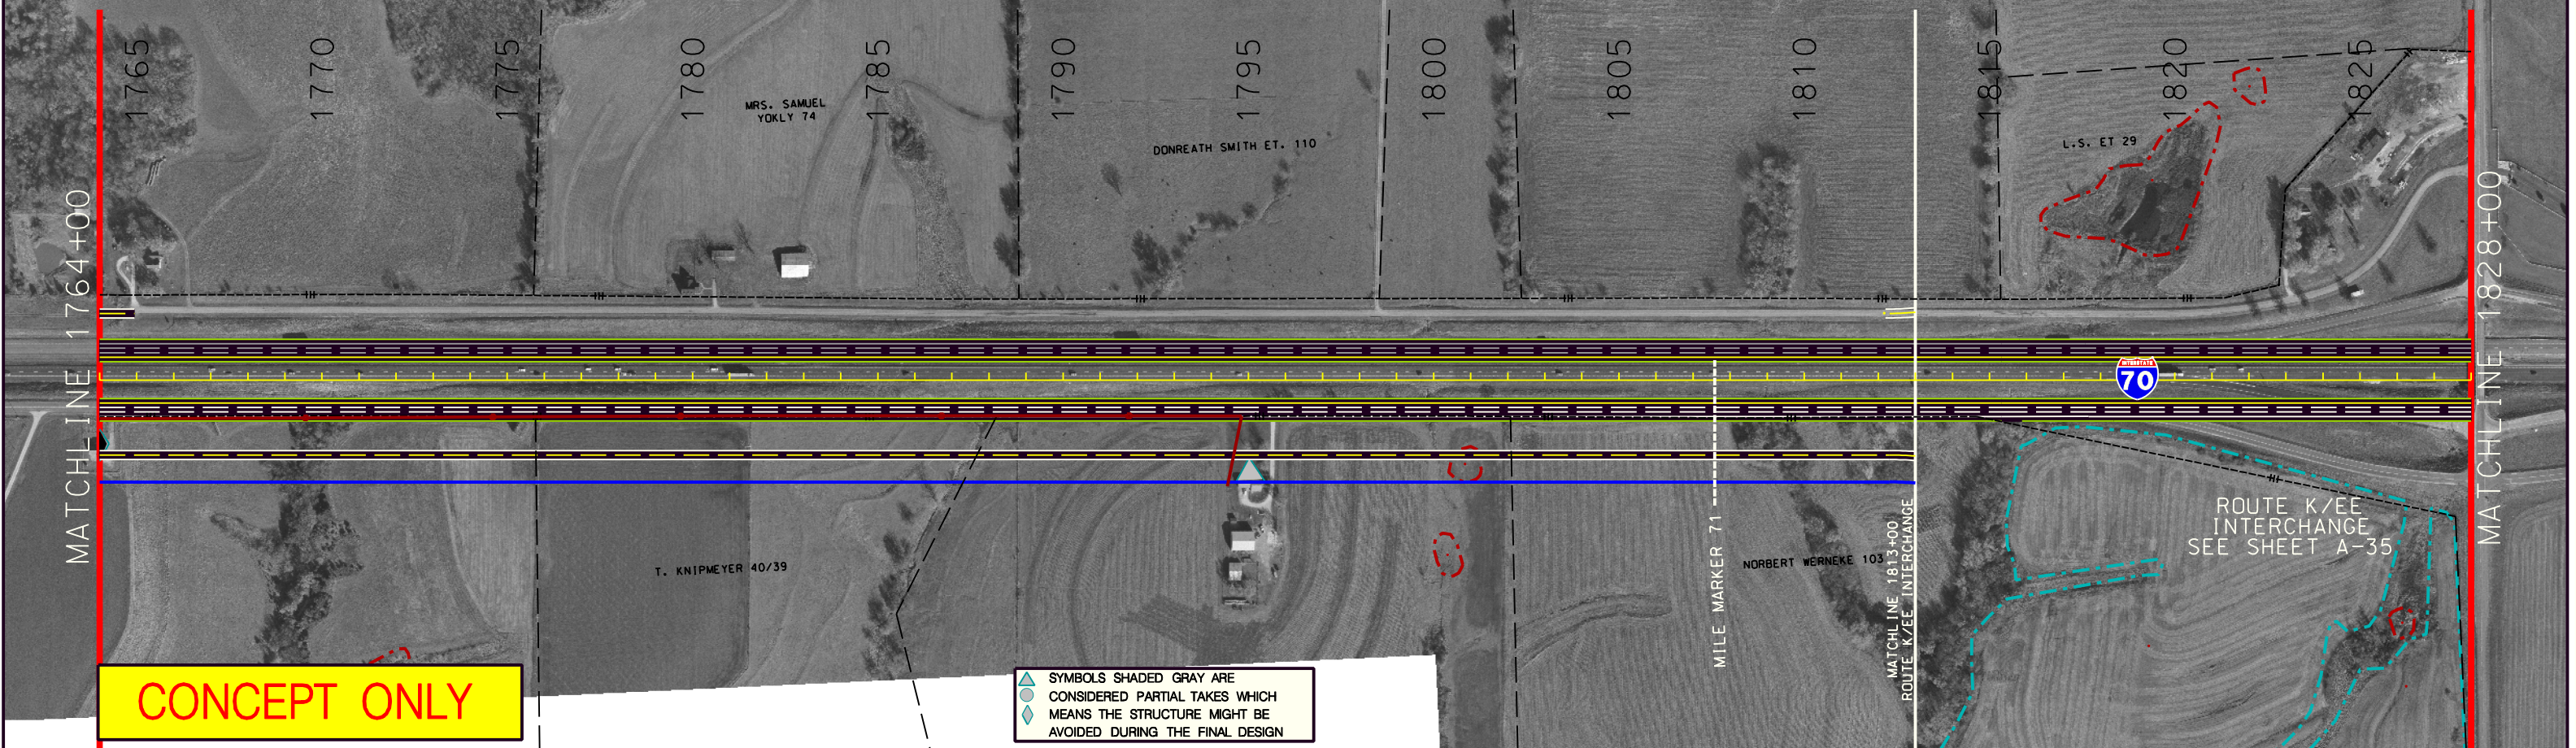 1765
1770
1775
1780
1785
1790
1795
1800
1805
1810
1815
1820
1825
MRS. SAMUEL
YOKLY 74
DONREATH SMITH ET. 110
L.S. ET 29
MATCHLINE 1764+00
MATCHLINE 1828+00
INTERSTATE
70
T. KNIPMEYER 40/39
MILE MARKER 71
NORBERT WERNEKE 103
MATCHLINE 1813+00
ROUTE K/EE INTERCHANGE
ROUTE K/EE
INTERCHANGE
SEE SHEET A-35
CONCEPT ONLY
SYMBOLS SHADED GRAY ARE
CONSIDERED PARTIAL TAKES WHICH
MEANS THE STRUCTURE MIGHT BE
AVOIDED DURING THE FINAL DESIGN